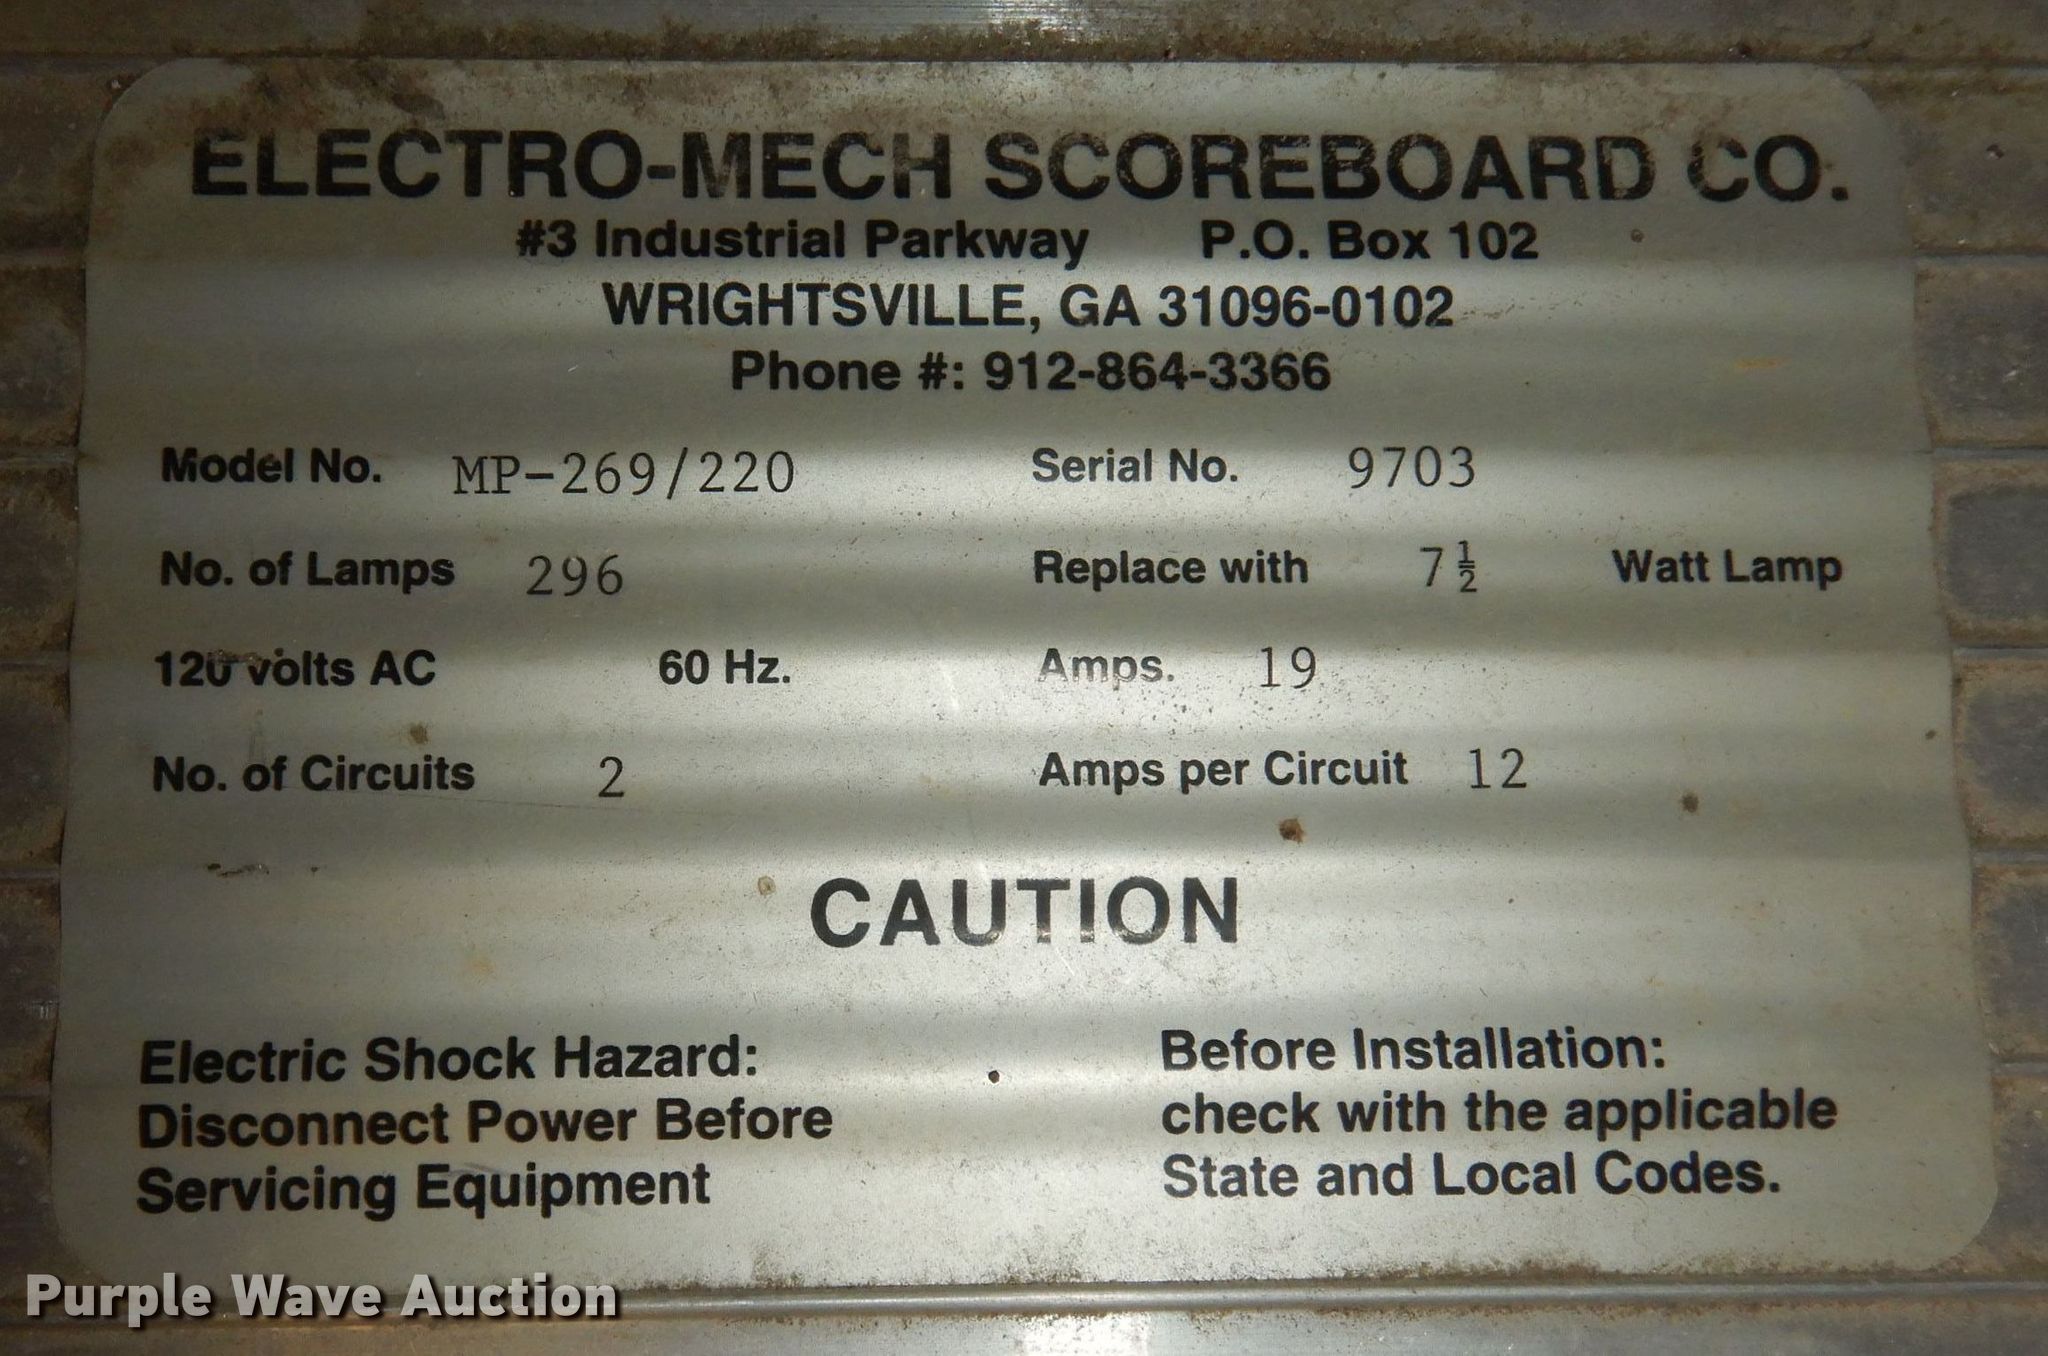 ELECTRO-MECH SCOREBOARD CO.
#3 Industrial Parkway P.O. Box 102
WRIGHTSVILLE, GA 31096-0102
Phone #: 912-864-3366
Model No. MP-269/220 Serial No. 9703
No. of Lamps 296 Replace with 7½ Watt Lamp
120 volts AC 60 Hz. Amps. 19
No. of Circuits 2 Amps per Circuit 12
CAUTION
Electric Shock Hazard:
Disconnect Power Before
Servicing Equipment
Before Installation:
check with the applicable
State and Local Codes.
Purple Wave Auction